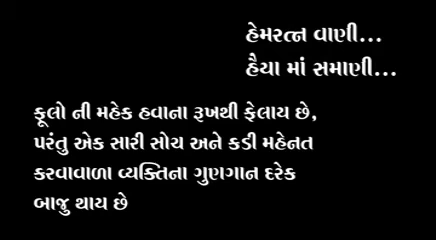 હેમરત્ન વાણી...
હૈયા માં સમાણી...
ફૂલો ની મહેક હવાના રૂખથી ફેલાય છે,
પરંતુ એક સારી સોચ અને કડી મહેનત
કરવાવાળા વ્યક્તિના ગુણગાન દરેક
બાજુ થાય છે